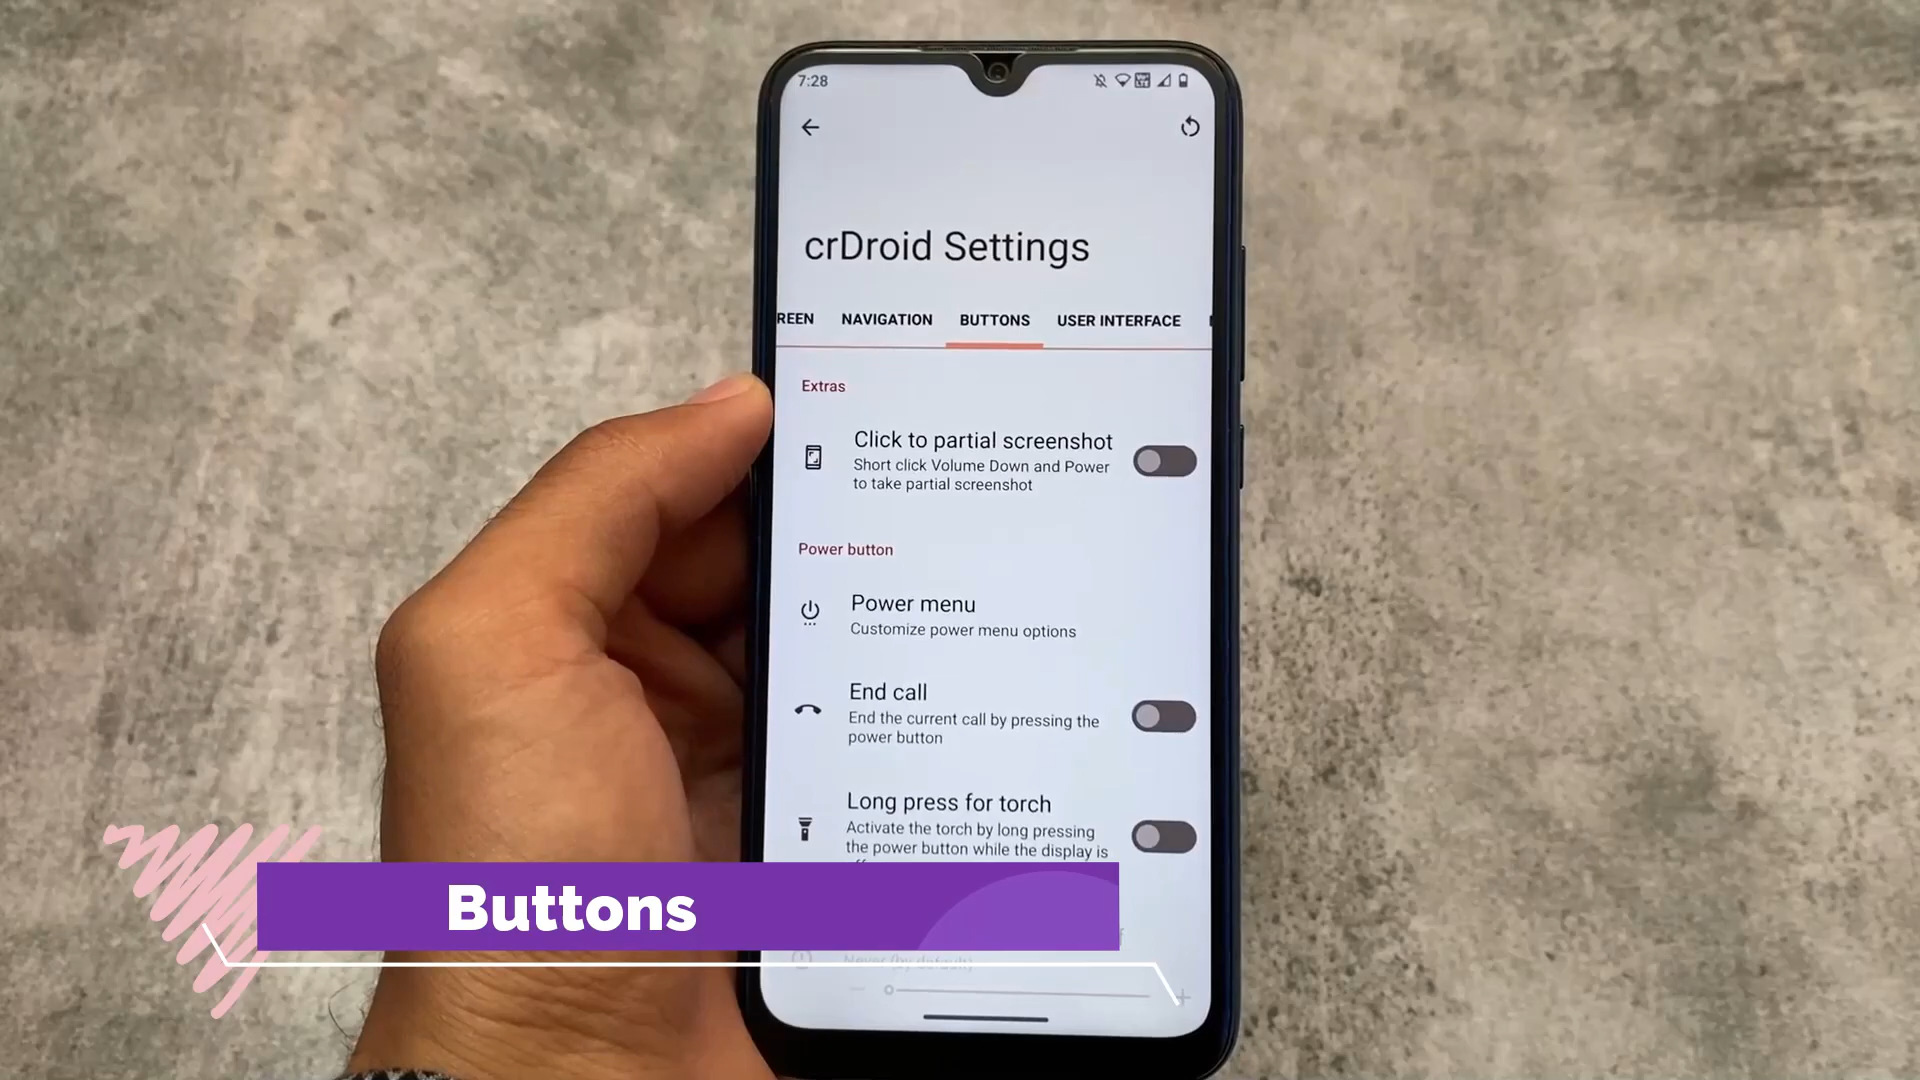 7:28
crDroid Settings
REEN NAVIGATION BUTTONS USER INTERFACE
Extras
Click to partial screenshot
Short click Volume Down and Power
to take partial screenshot
Power button
Power menu
Customize power menu options
End call
End the current call by pressing the
power button
Long press for torch
Activate the torch by long pressing
the power button while the display is
Buttons
Never (by default)